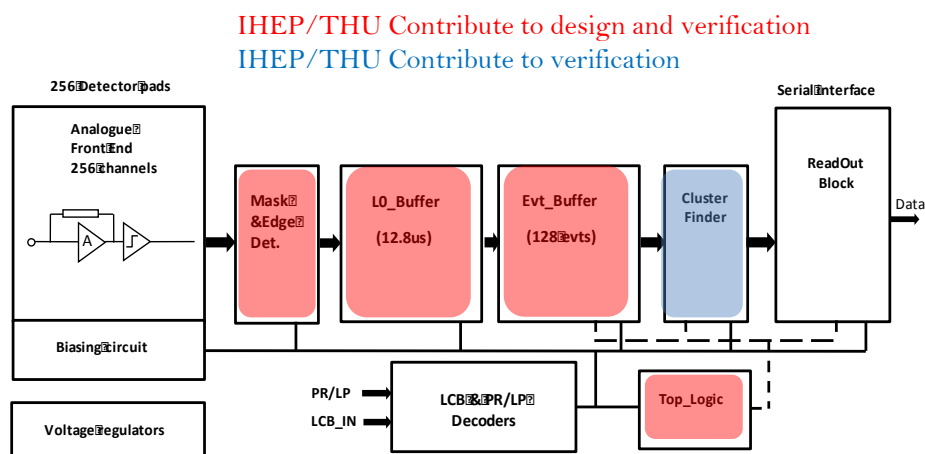 IHEP/THU Contribute to design and verification
IHEP/THU Contribute to verification
256 Detector pads
Serial Interface
Analogue
Front End
256 channels
A
Mask
&Edge
Det.
L0_Buffer
(12.8us)
Evt_Buffer
(128 evts)
Cluster
Finder
ReadOut
Block
Data
Biasing circuit
PR/LP
LCB_IN
LCB & PR/LP
Decoders
Top_Logic
Voltage regulators